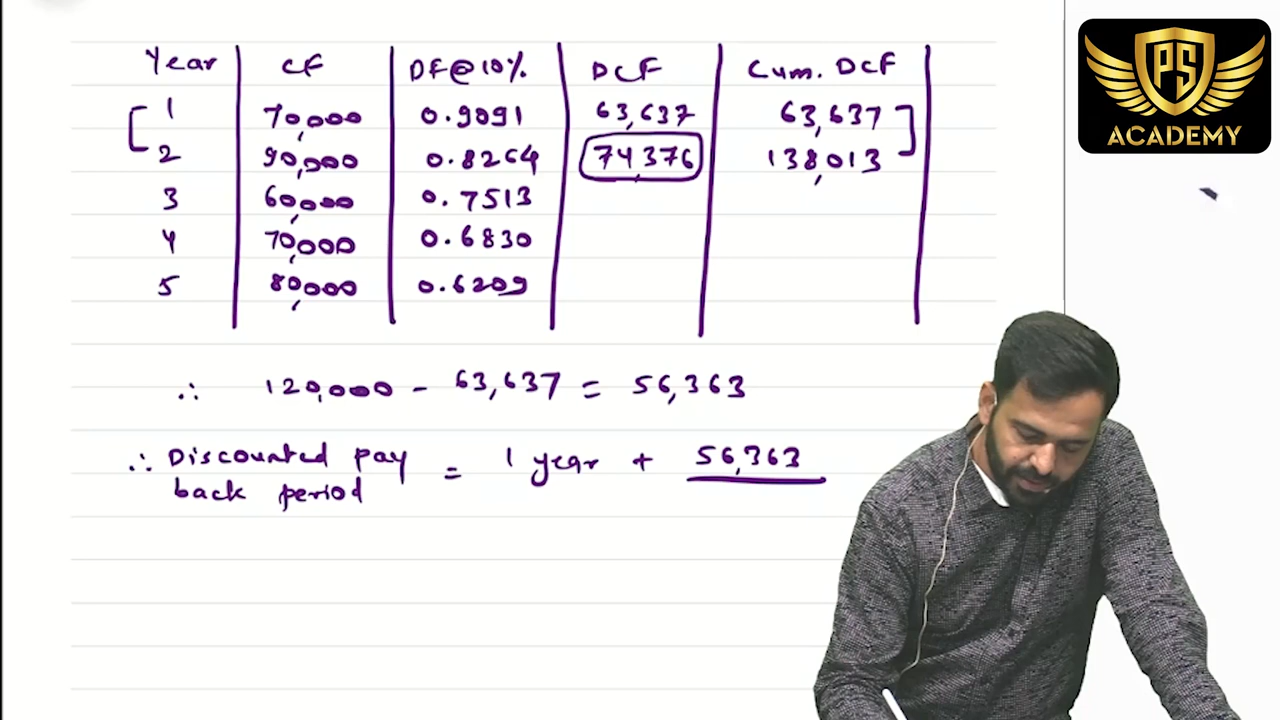 Year CF DF@10% DCF Cum. DCF
1 70,000 0.9091 63,637 63,637
2 90,000 0.8264 74,376 138,013
3 60,000 0.7513
4 70,000 0.6830
5 80,000 0.6209
∴ 120,000 - 63,637 = 56,363
∴ Discounted pay back period = 1 year + 56,363
PS
ACADEMY